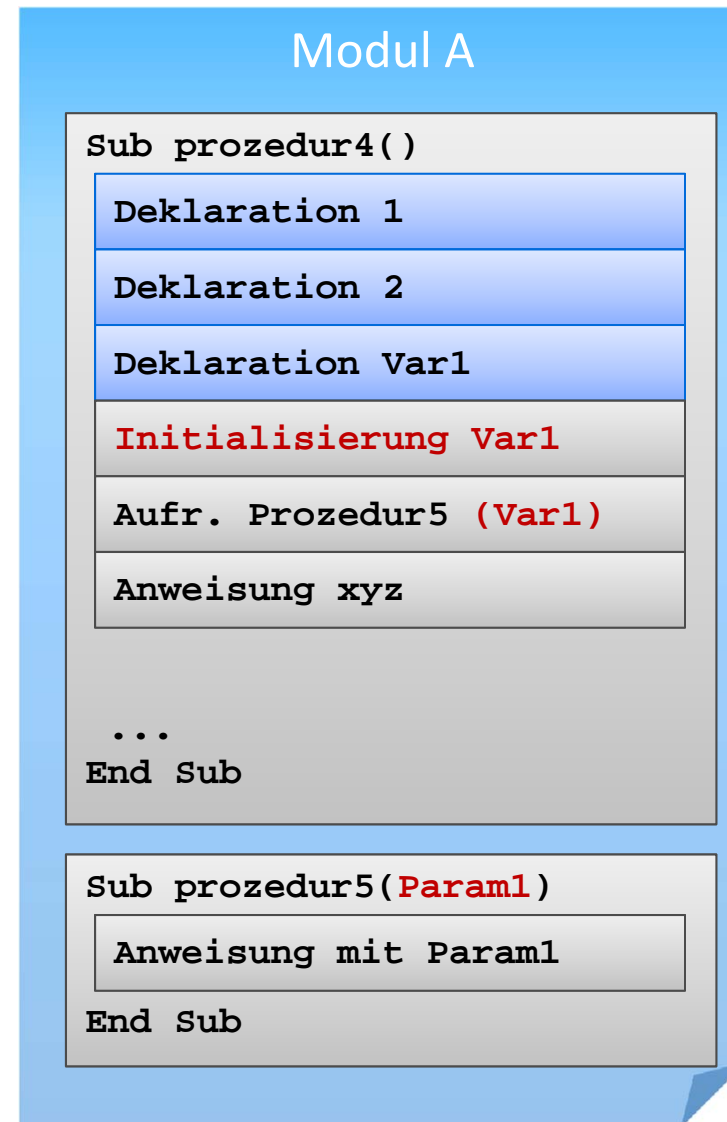 Modul A
Sub prozedur4()
Deklaration 1
Deklaration 2
Deklaration Var1
Initialisierung Var1
Aufr. Prozedur5 (Var1)
Anweisung xyz
...
End Sub
Sub prozedur5(Param1)
Anweisung mit Param1
End Sub